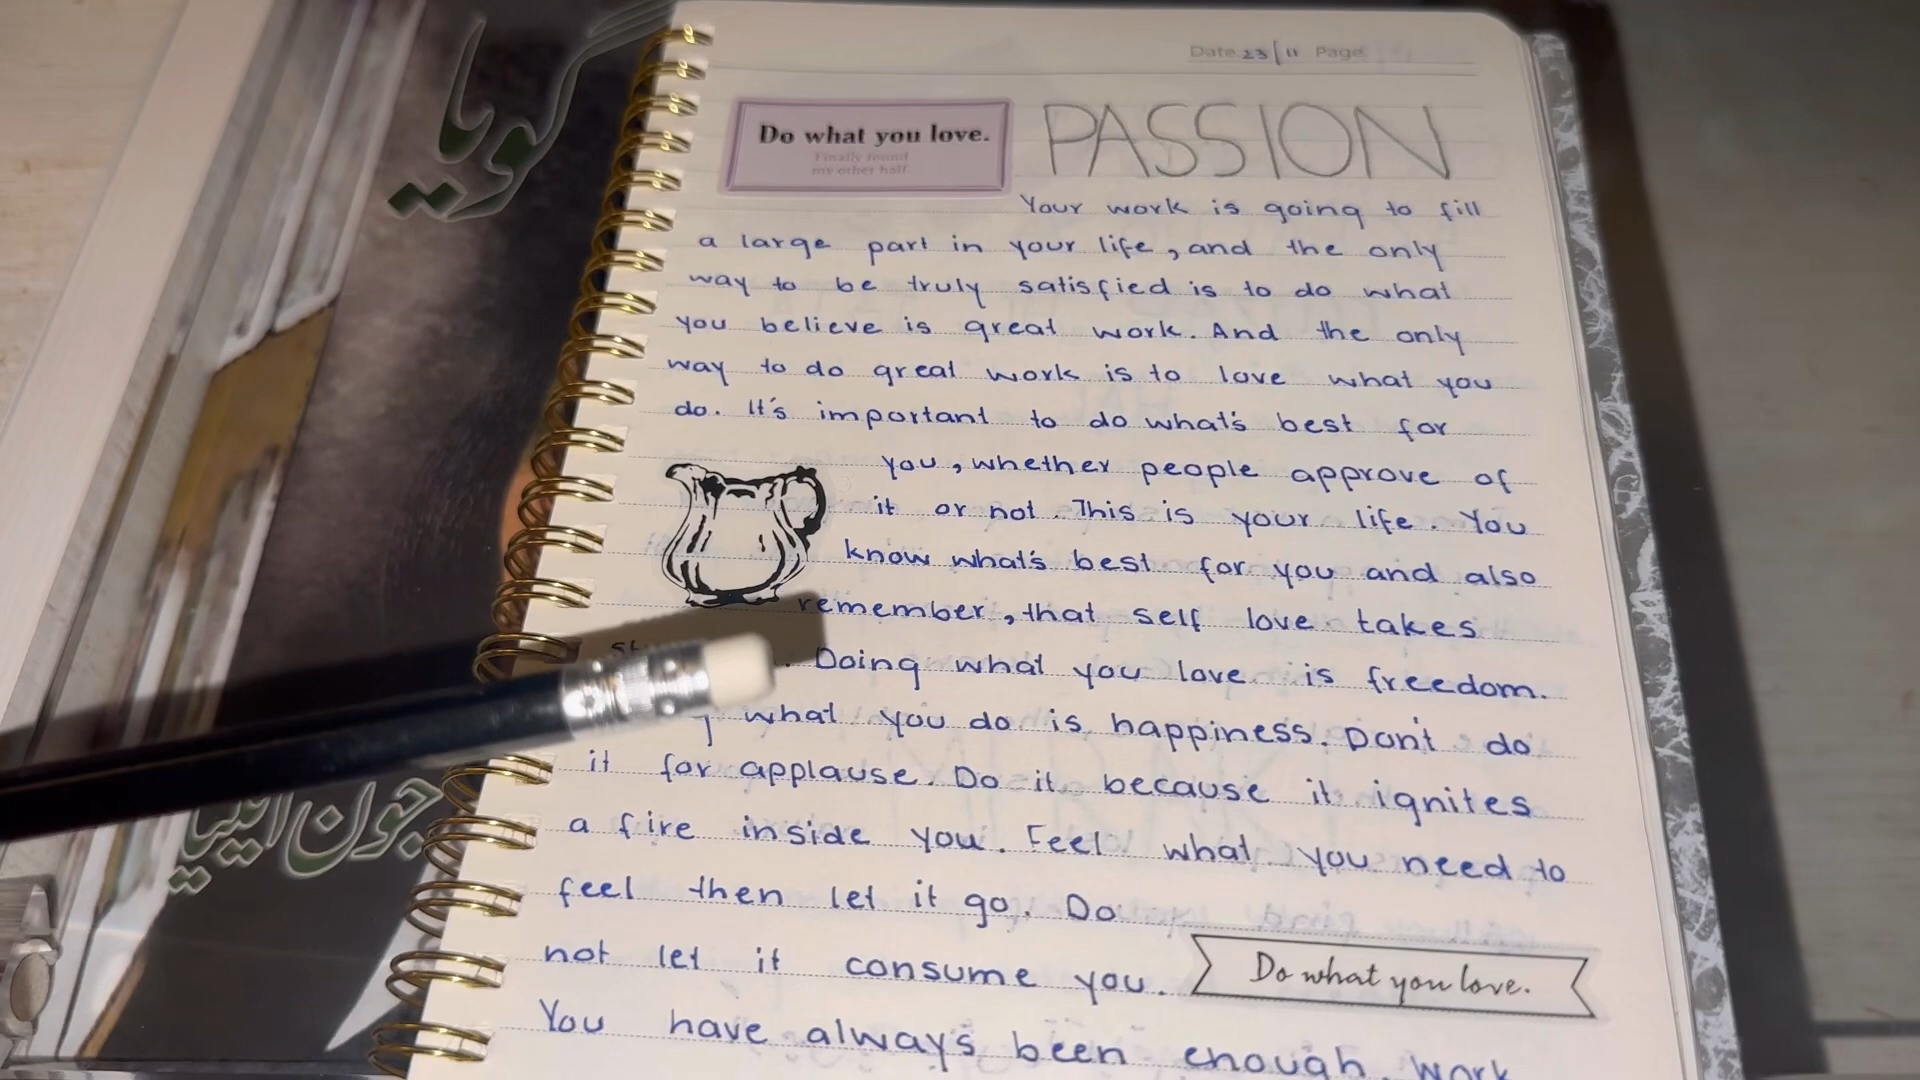 گویا
جون ایلیا
Date 23/11 Page
Do what you love.
Finally found
my other half.
PASSION
Your work is going to fill
a large part in your life, and the only
way to be truly satisfied is to do what
you believe is great work. And the only
way to do great work is to love what you
do. It's important to do what's best for
you, whether people approve of
it or not. This is your life. You
know what's best for you and also
remember, that self love takes
. Doing what you love is freedom.
what you do is happiness. Don't do
it for applause. Do it because it ignites
a fire inside you. Feel what you need to
feel then let it go. Do
not let it consume you.
Do what you love.
You have always been enough. Work